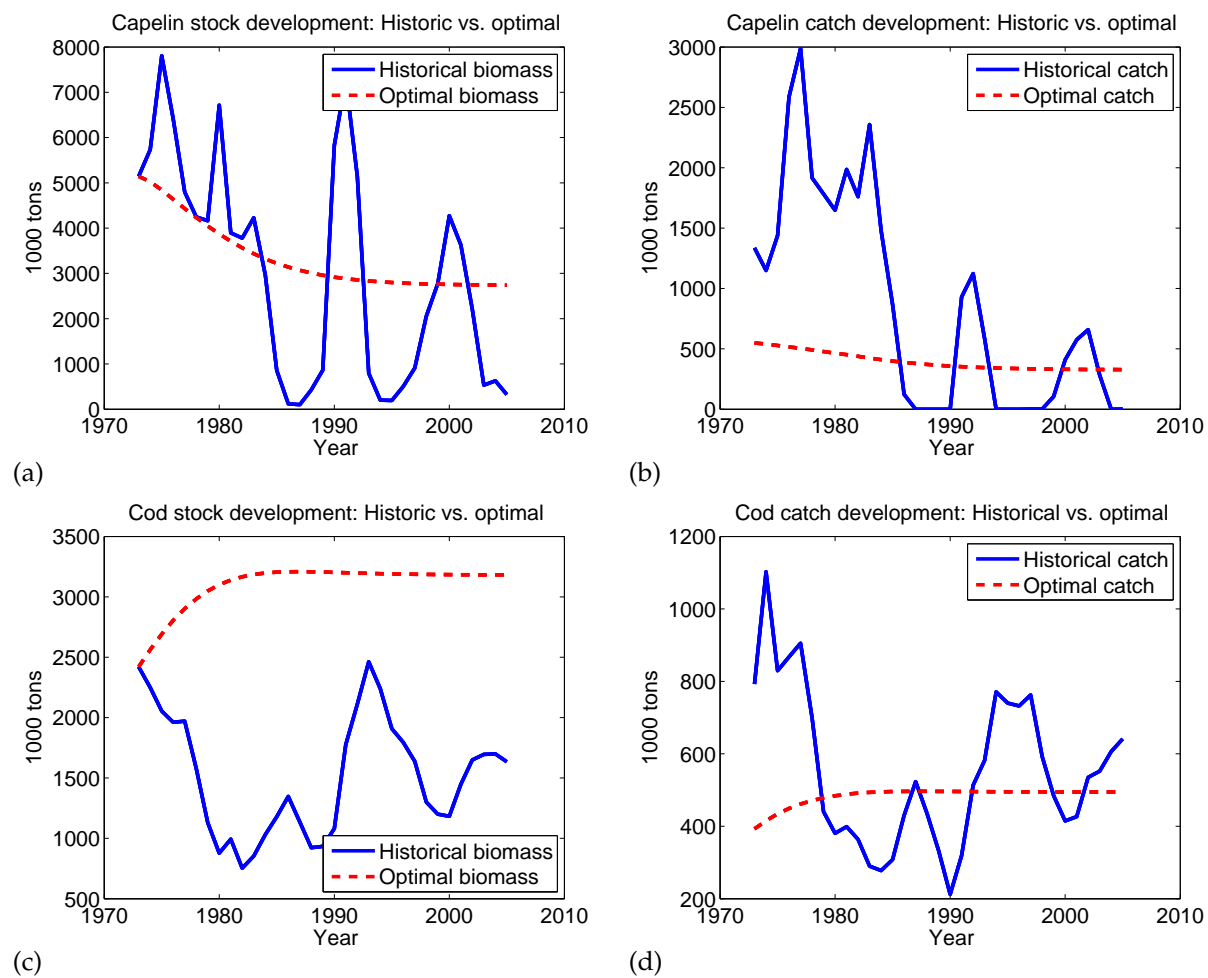 Capelin stock development: Historic vs. optimal
8000
7000
6000
5000
4000
3000
2000
1000
0
1000 tons
Historical biomass
Optimal biomass
1970 1980 1990 2000 2010
Year
(a)
Capelin catch development: Historic vs. optimal
3000
2500
2000
1500
1000
500
0
1000 tons
Historical catch
Optimal catch
1970 1980 1990 2000 2010
Year
(b)
Cod stock development: Historic vs. optimal
3500
3000
2500
2000
1500
1000
500
1000 tons
Historical biomass
Optimal biomass
1970 1980 1990 2000 2010
Year
(c)
Cod catch development: Historical vs. optimal
1200
1000
800
600
400
200
1000 tons
Historical catch
Optimal catch
1970 1980 1990 2000 2010
Year
(d)